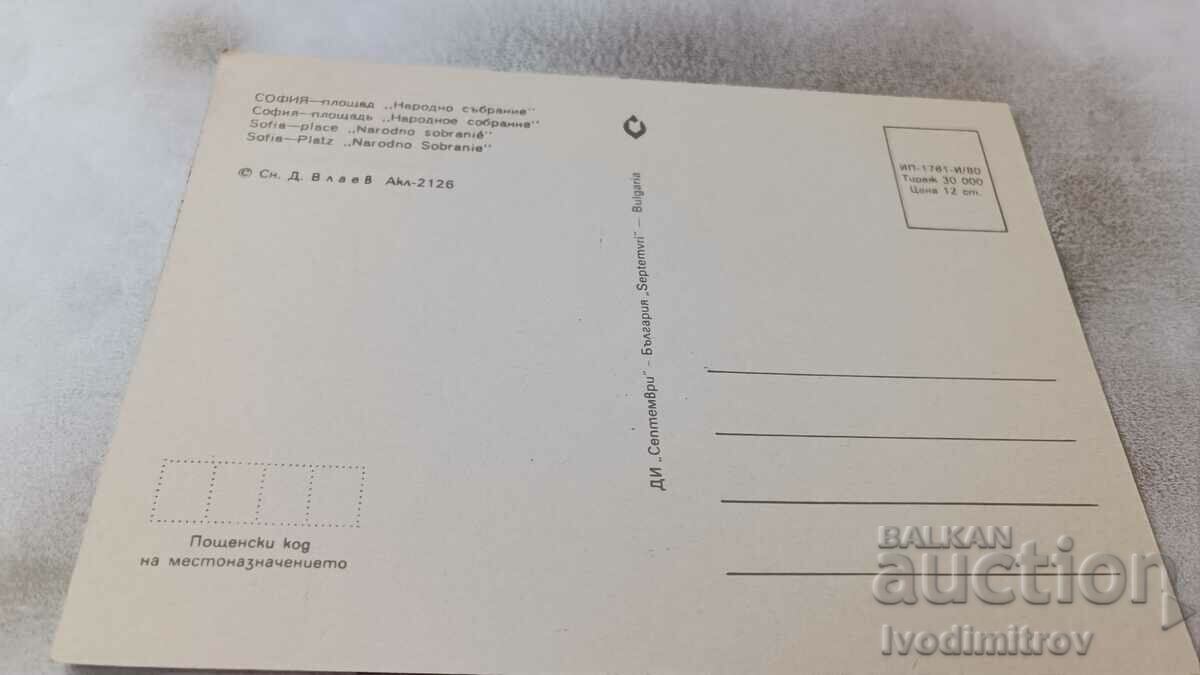 СОФИЯ—площад „Народно събрание"
София—площадь „Народное собрание"
Sofia—place „Narodno sobranié"
Sofia—Platz „Narodno Sobranie"
© Сн. Д. Влаев Акл-2126
ИП-1781-И/80
Тираж 30 000
Цена 12 ст.
ДИ „Септември" – България „Septemvri" – Bulgaria
Пощенски код
на местоназначението
BALKAN
auction
Ivodimitrov